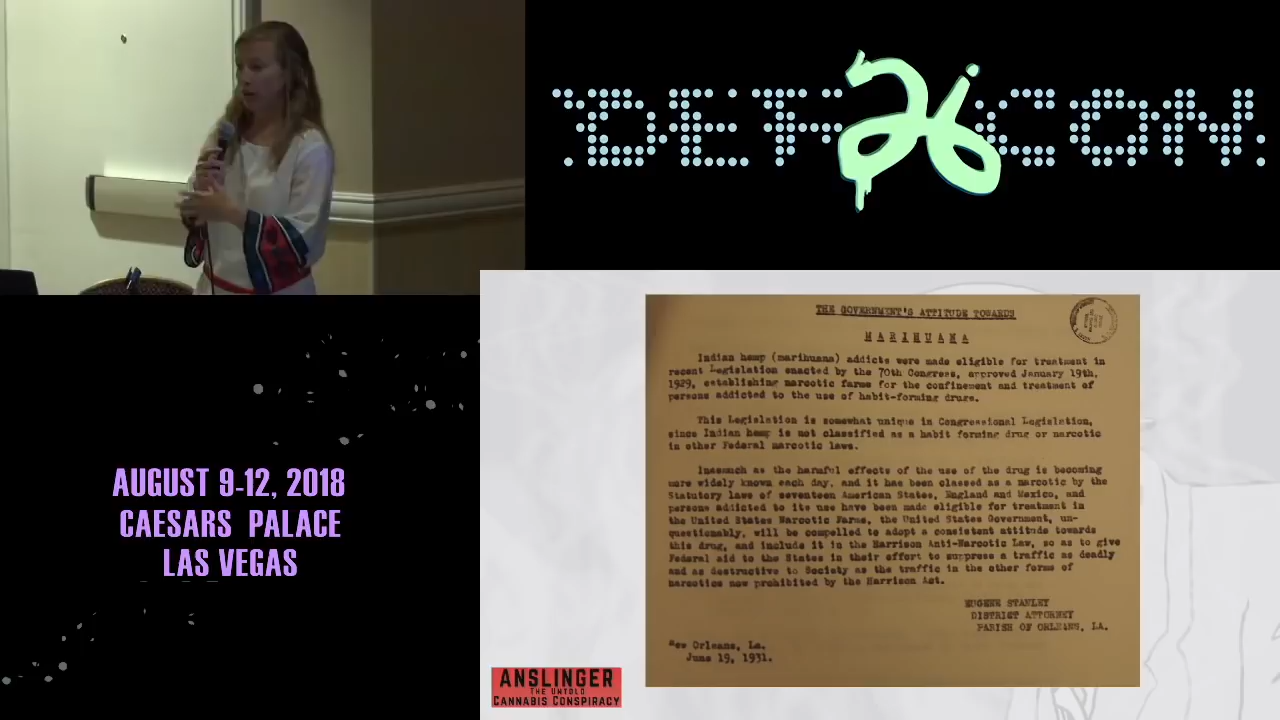 DEF 26 CON
THE GOVERNMENT'S ATTITUDE TOWARDS
MARIHUANA
Indian hemp (marihuana) addicts were made eligible for treatment in
recent Legislation enacted by the 70th Congress, approved January 19th,
1929, establishing narcotic farms for the confinement and treatment of
persons addicted to the use of habit-forming drugs.
This Legislation is somewhat unique in Congressional Legislation,
since Indian hemp is not classified as a habit forming drug or narcotic
in other Federal narcotic laws.
Inasmuch as the harmful effects of the use of the drug is becoming
more widely known each day, and it has been classed as a narcotic by the
Statutory laws of seventeen American States, England and Mexico, and
persons addicted to its use have been made eligible for treatment in
the United States Narcotic Farms, the United States Government, un-
questionably, will be compelled to adopt a consistent attitude towards
this drug, and include it in the Harrison Anti-Narcotic Law, so as to give
Federal aid to the States in their effort to suppress a traffic as deadly
and as destructive to Society as the traffic in the other forms of
narcotics now prohibited by the Harrison Act.
EUGENE STANLEY
DISTRICT ATTORNEY
PARISH OF ORLEANS, LA.
New Orleans, La.
June 19, 1931.
AUGUST 9-12, 2018
CAESARS PALACE
LAS VEGAS
ANSLINGER
THE UNTOLD
CANNABIS CONSPIRACY